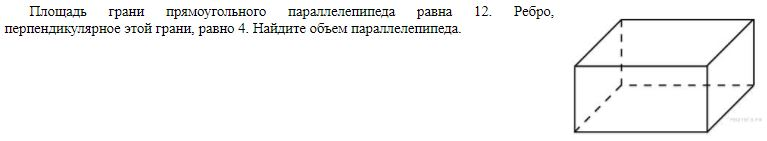 Площадь грани прямоугольного параллелепипеда равна 12. Ребро,
перпендикулярное этой грани, равно 4. Найдите объем параллелепипеда.